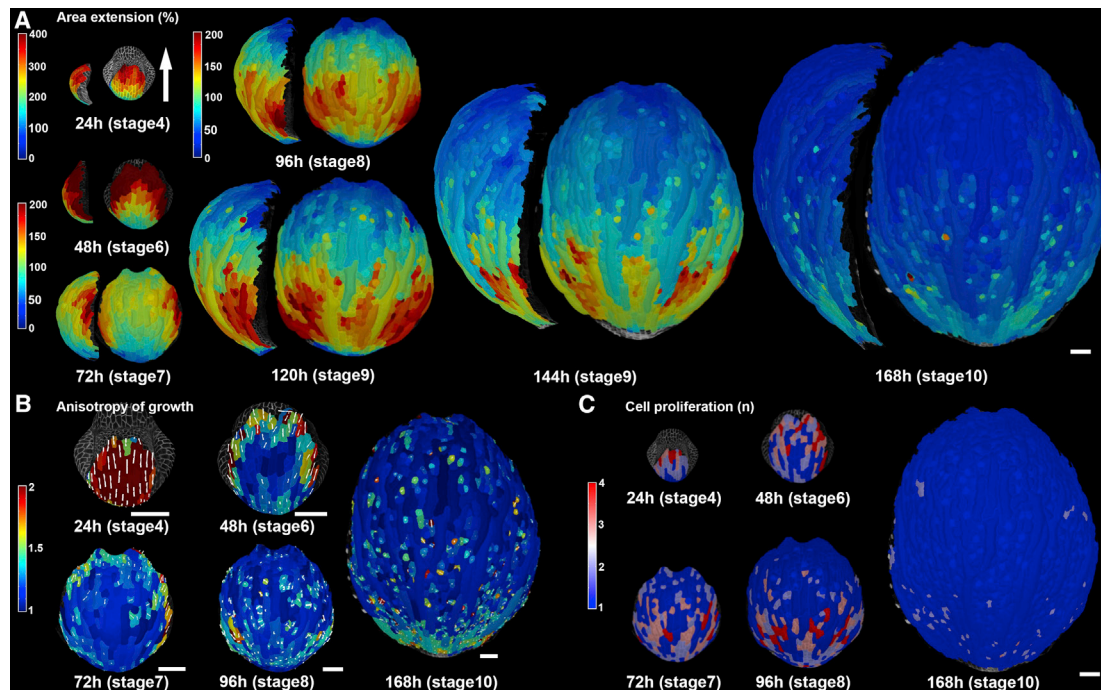 A
Area extension (%)
400
300
200
100
0
24h (stage4)
200
150
100
50
0
96h (stage8)
48h (stage6)
200
150
100
50
0
72h (stage7)
120h (stage9)
144h (stage9)
168h (stage10)
B
Anisotropy of growth
24h (stage4)
48h (stage6)
2
1.5
1
72h (stage7)
96h (stage8)
168h (stage10)
C
Cell proliferation (n)
24h (stage4)
48h (stage6)
4
3
2
1
72h (stage7)
96h (stage8)
168h (stage10)